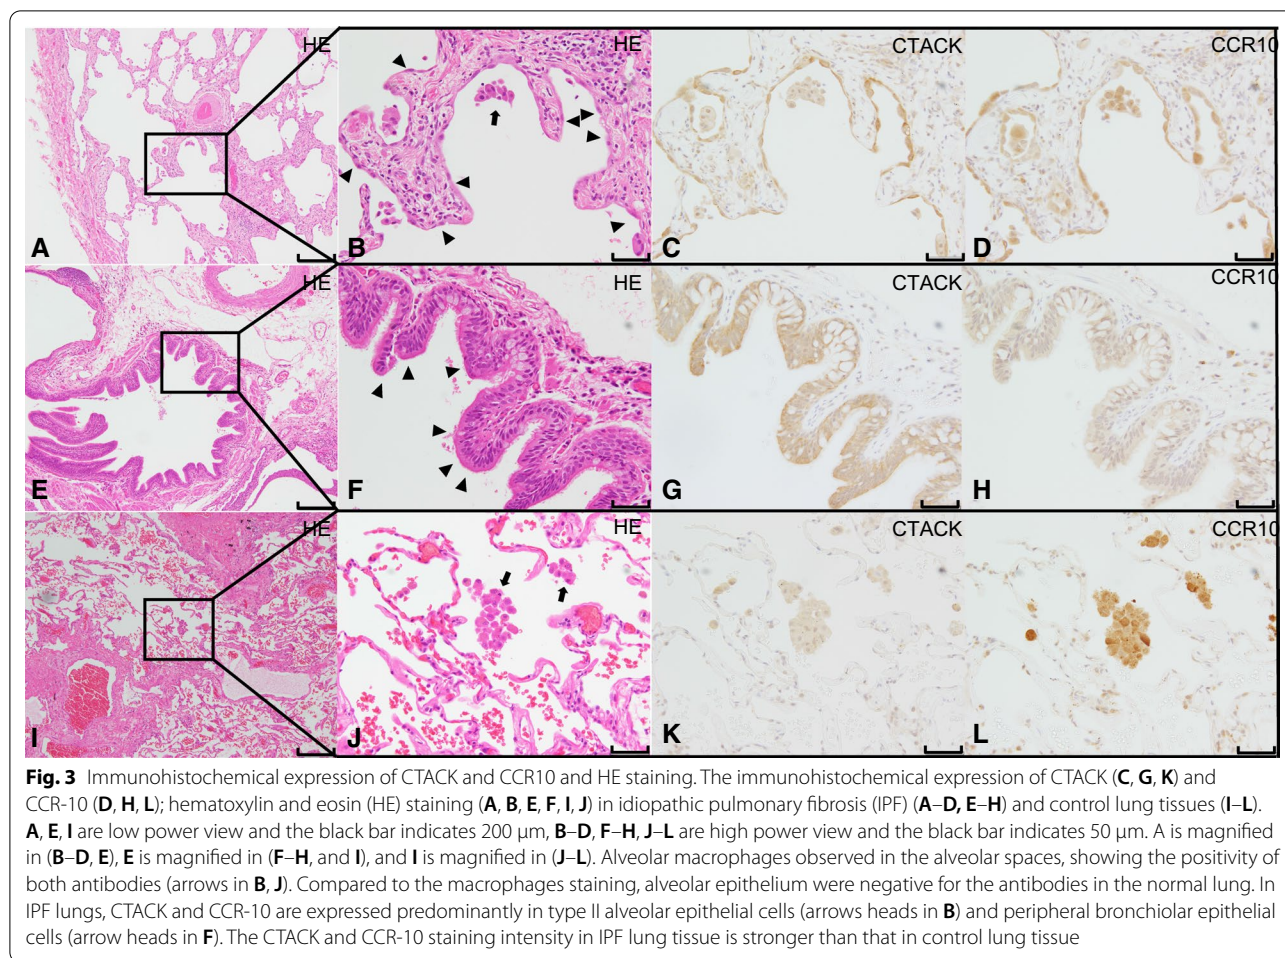 HE
HE
CTACK
CCR10
A
B
C
D
HE
HE
CTACK
CCR10
E
F
G
H
HE
HE
CTACK
CCR10
I
J
K
L
Fig. 3 Immunohistochemical expression of CTACK and CCR10 and HE staining. The immunohistochemical expression of CTACK (C, G, K) and
CCR-10 (D, H, L); hematoxylin and eosin (HE) staining (A, B, E, F, I, J) in idiopathic pulmonary fibrosis (IPF) (A–D, E–H) and control lung tissues (I–L).
A, E, I are low power view and the black bar indicates 200 µm, B–D, F–H, J–L are high power view and the black bar indicates 50 µm. A is magnified
in (B–D, E), E is magnified in (F–H, and I), and I is magnified in (J–L). Alveolar macrophages observed in the alveolar spaces, showing the positivity of
both antibodies (arrows in B, J). Compared to the macrophages staining, alveolar epithelium were negative for the antibodies in the normal lung. In
IPF lungs, CTACK and CCR-10 are expressed predominantly in type II alveolar epithelial cells (arrows heads in B) and peripheral bronchiolar epithelial
cells (arrow heads in F). The CTACK and CCR-10 staining intensity in IPF lung tissue is stronger than that in control lung tissue